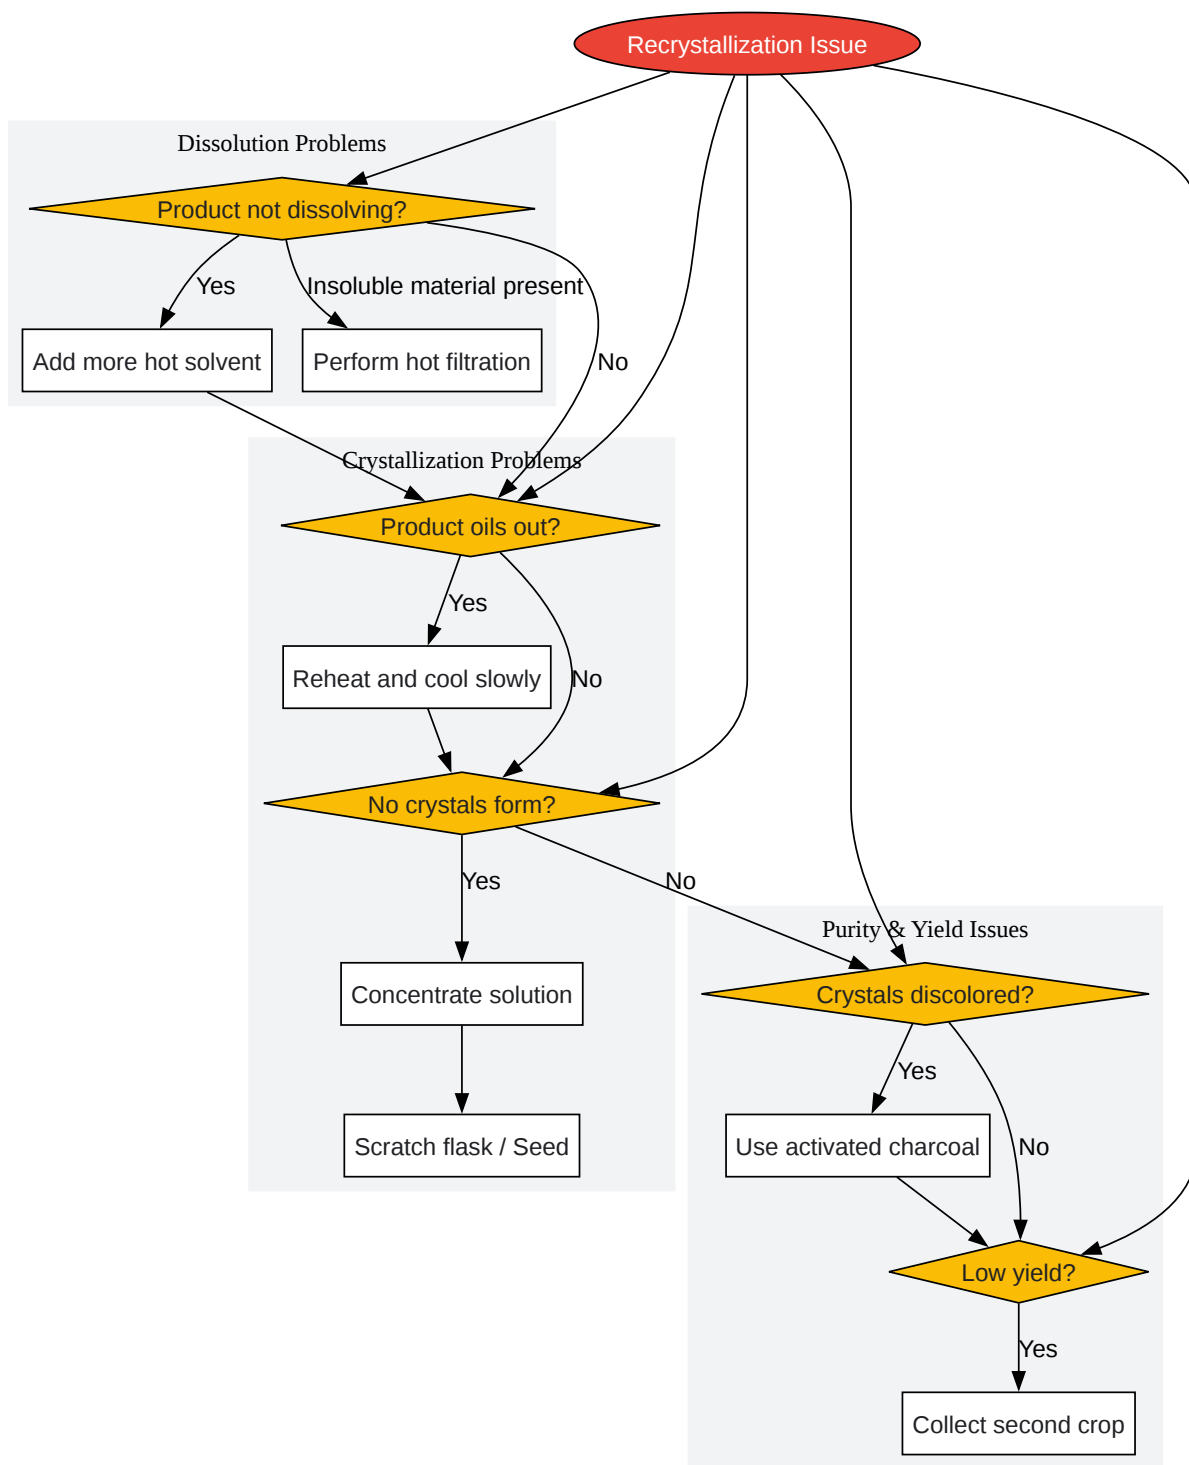 Recrystallization Issue
Dissolution Problems
Product not dissolving?
Yes
Insoluble material present
Add more hot solvent
Perform hot filtration
No
Crystallization Problems
Product oils out?
Yes
Reheat and cool slowly
No
No crystals form?
Yes
No
Purity & Yield Issues
Concentrate solution
Crystals discolored?
Yes
Scratch flask / Seed
Use activated charcoal
No
Low yield?
Yes
Collect second crop